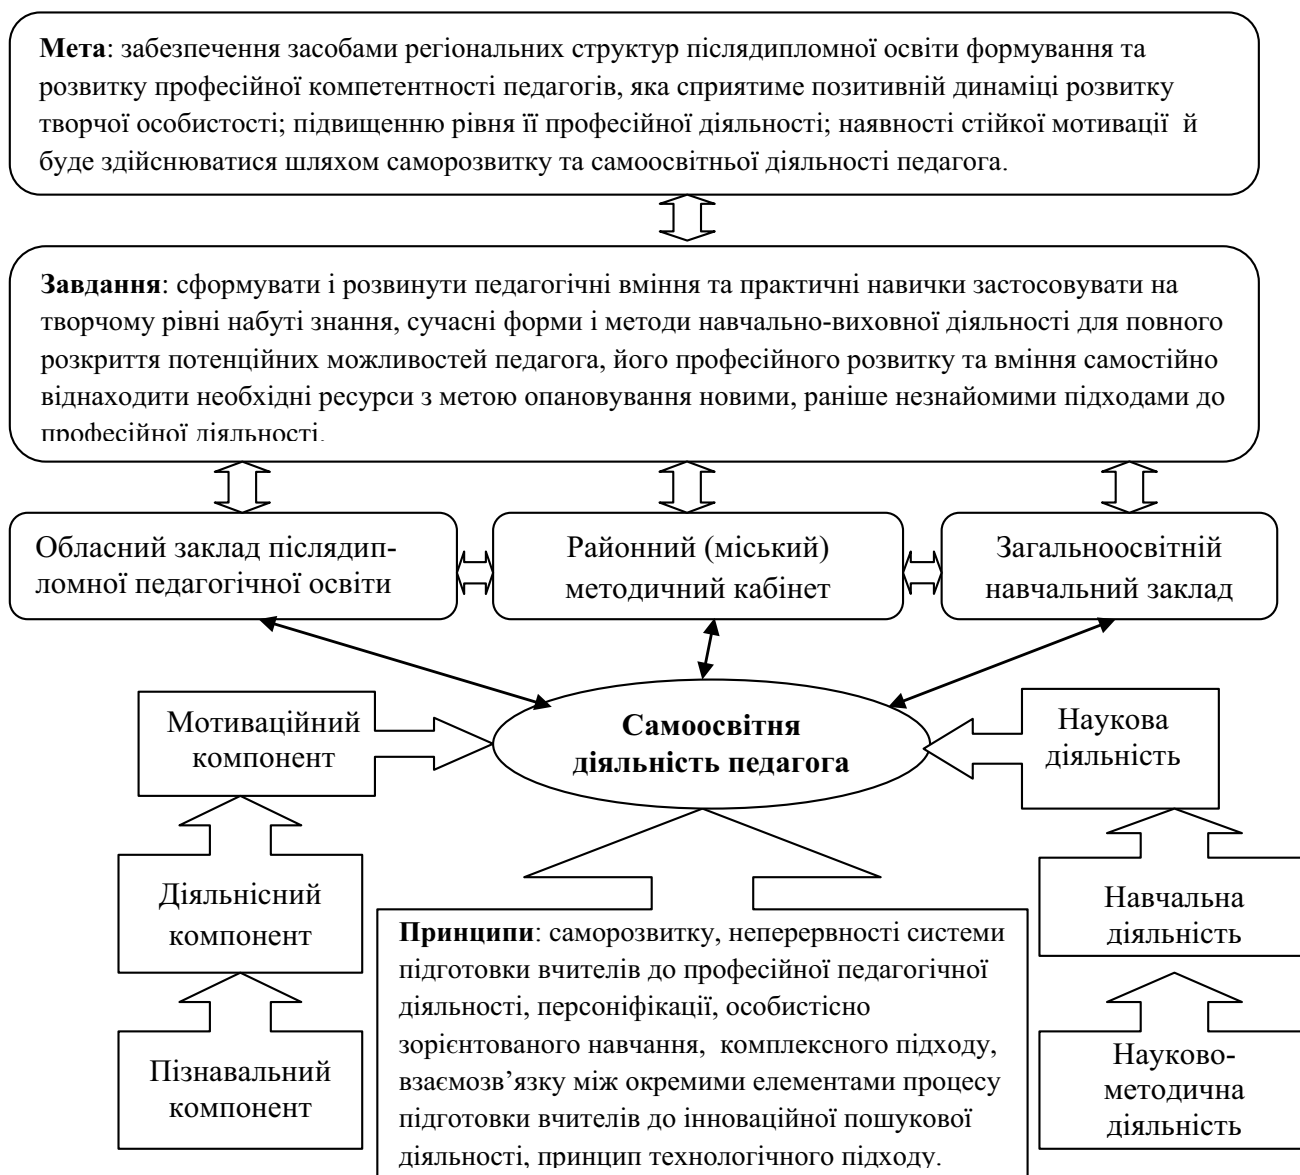 Мета: забезпечення засобами регіональних структур післядипломної освіти формування та
розвитку професійної компетентності педагогів, яка сприятиме позитивній динаміці розвитку
творчої особистості; підвищенню рівня її професійної діяльності; наявності стійкої мотивації й
буде здійснюватися шляхом саморозвитку та самоосвітньої діяльності педагога.
Завдання: сформувати і розвинути педагогічні вміння та практичні навички застосовувати на
творчому рівні набуті знання, сучасні форми і методи навчально-виховної діяльності для повного
розкриття потенційних можливостей педагога, його професійного розвитку та вміння самостійно
віднаходити необхідні ресурси з метою опановування новими, раніше незнайомими підходами до
професійної діяльності.
Обласний заклад післядип-
ломної педагогічної освіти
Районний (міський)
методичний кабінет
Загальноосвітній
навчальний заклад
Мотиваційний
компонент
Самоосвітня
діяльність педагога
Наукова
діяльність
Діяльнісний
компонент
Навчальна
діяльність
Пізнавальний
компонент
Принципи: саморозвитку, неперервності системи
підготовки вчителів до професійної педагогічної
діяльності, персоніфікації, особистісно
зорієнтованого навчання, комплексного підходу,
взаємозв’язку між окремими елементами процесу
підготовки вчителів до інноваційної пошукової
діяльності, принцип технологічного підходу.
Науково-
методична
діяльність